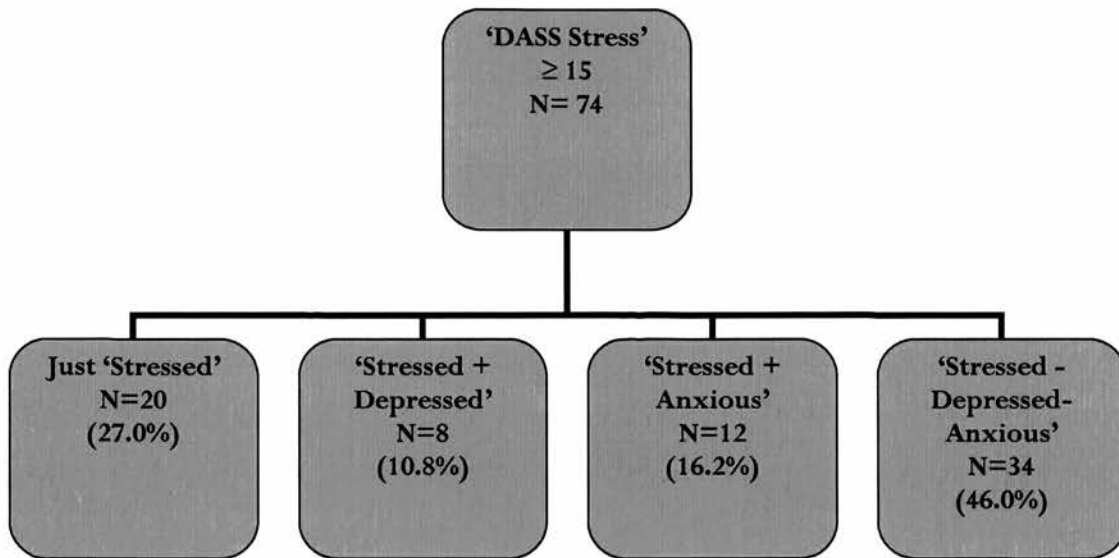 ‘DASS Stress’
≥ 15
N= 74
Just ‘Stressed’
N=20
(27.0%)
‘Stressed +
Depressed’
N=8
(10.8%)
‘Stressed +
Anxious’
N=12
(16.2%)
‘Stressed -
Depressed-
Anxious’
N=34
(46.0%)